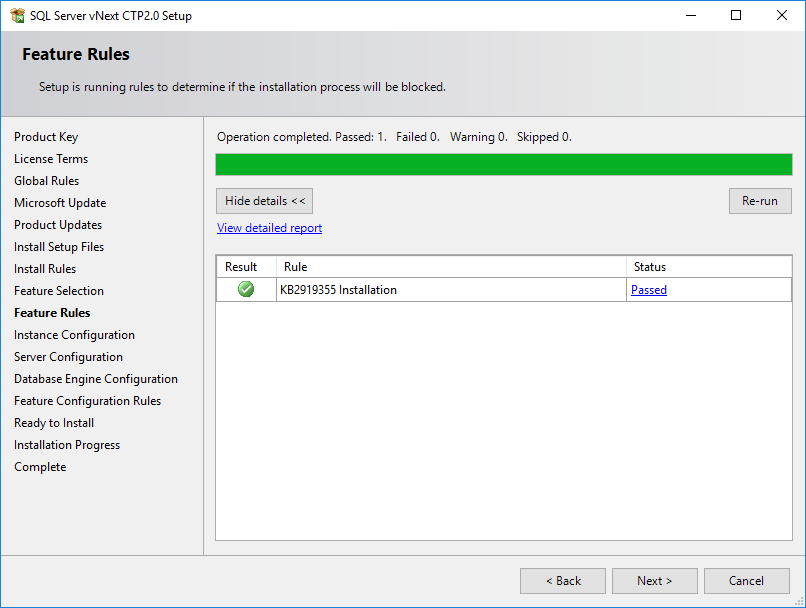 SQL Server vNext CTP2.0 Setup
Feature Rules
Setup is running rules to determine if the installation process will be blocked.
Product Key
License Terms
Global Rules
Microsoft Update
Product Updates
Install Setup Files
Install Rules
Feature Selection
Feature Rules
Instance Configuration
Server Configuration
Database Engine Configuration
Feature Configuration Rules
Ready to Install
Installation Progress
Complete
Operation completed. Passed: 1.   Failed 0.   Warning 0.   Skipped 0.
Hide details <<
Re-run
View detailed report
Result Rule Status
KB2919355 Installation Passed
< Back Next > Cancel